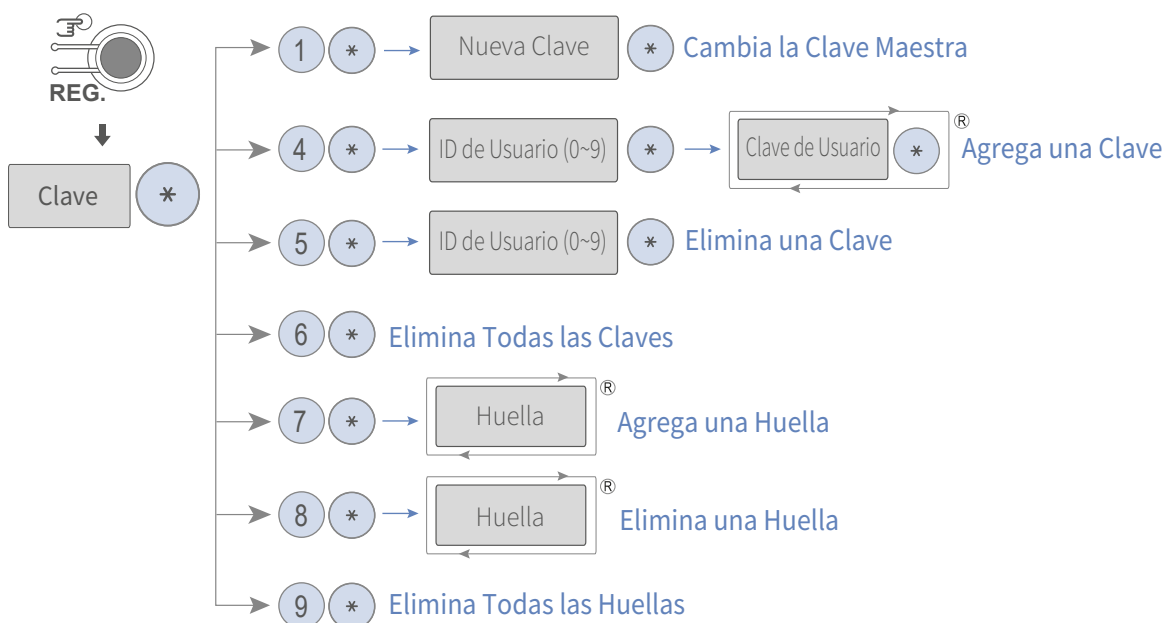 REG.
Clave *
1 * Nueva Clave * Cambia la Clave Maestra
4 * ID de Usuario (0~9) * Clave de Usuario * ® Agrega una Clave
5 * ID de Usuario (0~9) * Elimina una Clave
6 * Elimina Todas las Claves
7 * Huella ® Agrega una Huella
8 * Huella ® Elimina una Huella
9 * Elimina Todas las Huellas